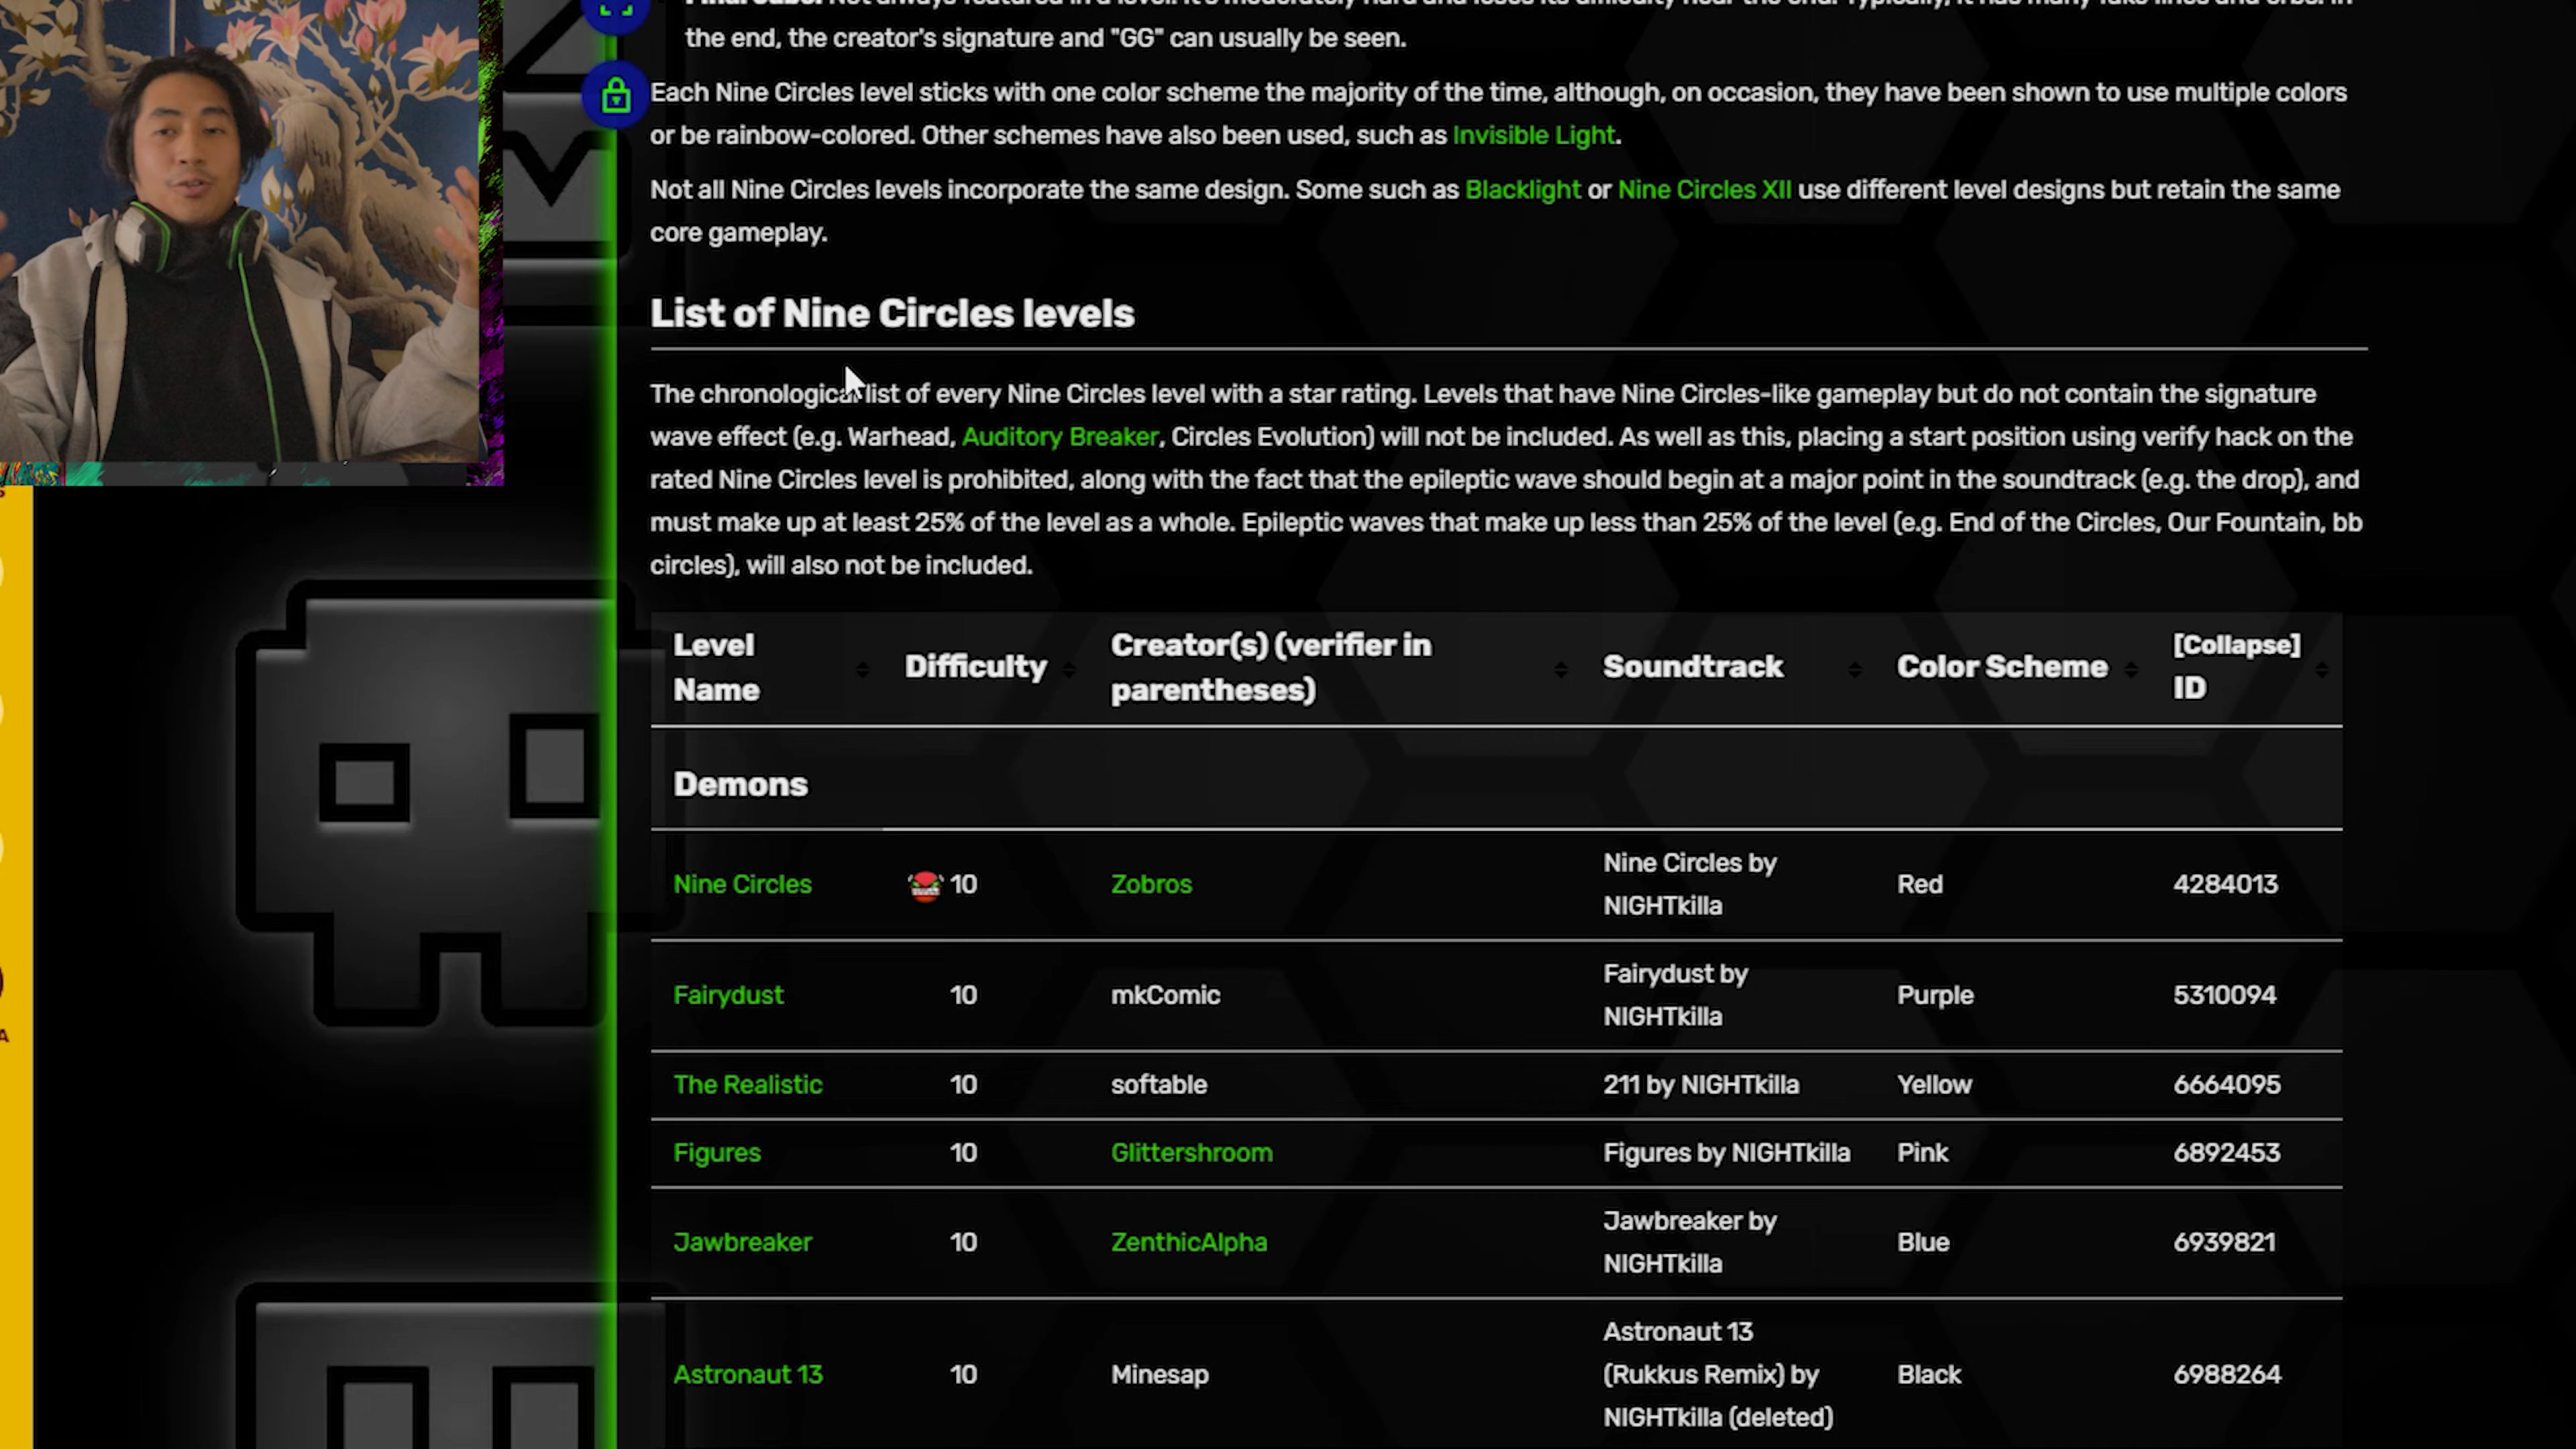 the end, the creator's signature and "GG" can usually be seen.
Each Nine Circles level sticks with one color scheme the majority of the time, although, on occasion, they have been shown to use multiple colors
or be rainbow-colored. Other schemes have also been used, such as Invisible Light.
Not all Nine Circles levels incorporate the same design. Some such as Blacklight or Nine Circles XII use different level designs but retain the same
core gameplay.
List of Nine Circles levels
The chronological list of every Nine Circles level with a star rating. Levels that have Nine Circles-like gameplay but do not contain the signature
wave effect (e.g. Warhead, Auditory Breaker, Circles Evolution) will not be included. As well as this, placing a start position using verify hack on the
rated Nine Circles level is prohibited, along with the fact that the epileptic wave should begin at a major point in the soundtrack (e.g. the drop), and
must make up at least 25% of the level as a whole. Epileptic waves that make up less than 25% of the level (e.g. End of the Circles, Our Fountain, bb
circles), will also not be included.
Level Name Difficulty Creator(s) (verifier in parentheses) Soundtrack Color Scheme [Collapse] ID
Demons
Nine Circles 10 Zobros Nine Circles by NIGHTkilla Red 4284013
Fairydust 10 mkComic Fairydust by NIGHTkilla Purple 5310094
The Realistic 10 softable 211 by NIGHTkilla Yellow 6664095
Figures 10 Glittershroom Figures by NIGHTkilla Pink 6892453
Jawbreaker 10 ZenthicAlpha Jawbreaker by NIGHTkilla Blue 6939821
Astronaut 13 10 Minesap Astronaut 13 (Rukkus Remix) by NIGHTkilla (deleted) Black 6988264